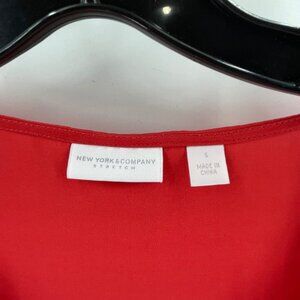 NEW YORK & COMPANY
STRETCH
MADE IN
CHINA